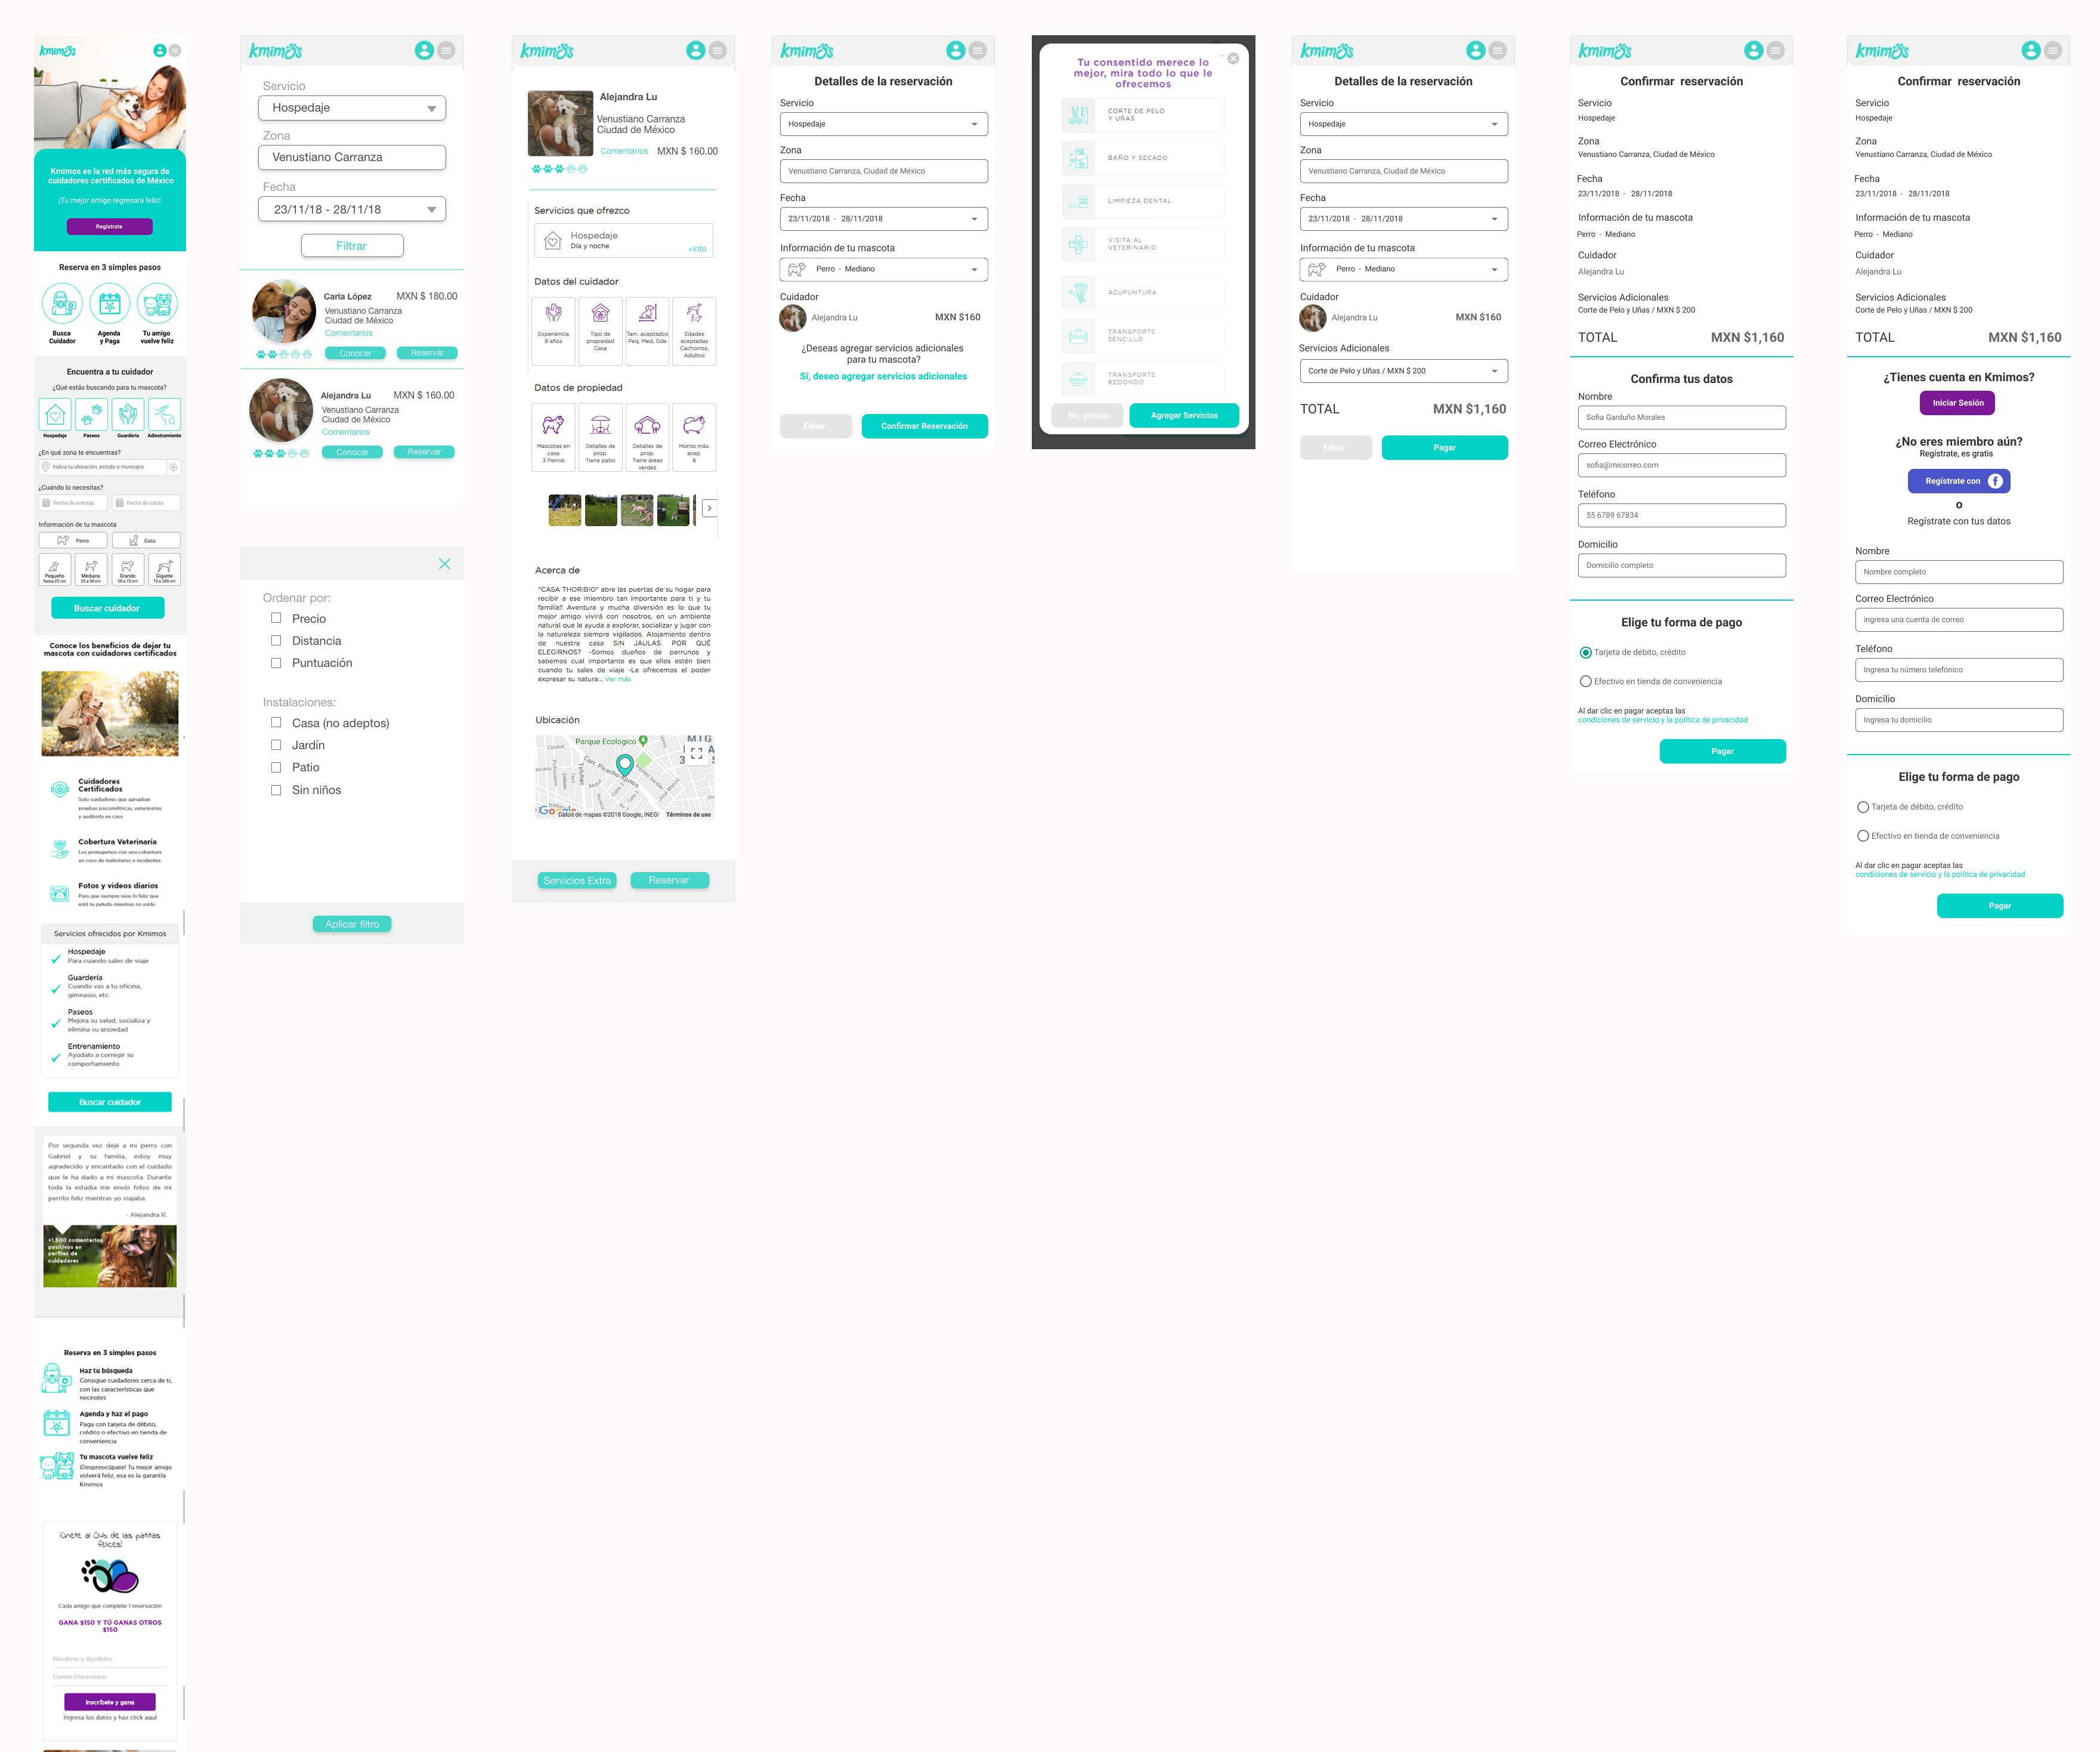 kmimos
Kmimos es la red más segura de
cuidadores certificados de México
¡Tu mejor amigo regresará feliz!
Regístrate
Reserva en 3 simples pasos
Busca
Cuidador
Agenda
y Paga
Tu amigo
vuelve feliz
Encuentra a tu cuidador
¿Qué estás buscando para tu mascota?
Hospedaje
Paseos
Guardería
Adiestramiento
¿En qué zona te encuentras?
Indica tu ubicación, estado o municipio
¿Cuándo lo necesitas?
Fecha de entrada
Fecha de salida
Información de tu mascota
Perro
Gato
Pequeño
hasta 25 cm
Mediano
25 a 58 cm
Grande
58 a 73 cm
Gigante
73 a 200 cm
Buscar cuidador
Conoce los beneficios de dejar tu
mascota con cuidadores certificados
Cuidadores
Certificados
Solo cuidadores que aprueban
pruebas psicométricas, veterinarias
y auditoría en casa
Cobertura Veterinaria
Los protegemos con una cobertura
en caso de malestares o incidentes
Fotos y videos diarios
Para que siempre veas lo feliz que
está tu peludo mientras no estás
Servicios ofrecidos por Kmimos
Hospedaje
Para cuando sales de viaje
Guardería
Cuando vas a tu oficina,
gimnasio, etc.
Paseos
Mejora su salud, socializa y
elimina su ansiedad
Entrenamiento
Ayúdalo a corregir su
comportamiento
Buscar cuidador
Por segunda vez dejé a mi perro con
Gabriel y su familia, estoy muy
agradecido y encantado con el cuidado
que le ha dado a mi mascota. Durante
toda la estadía me envió fotos de mi
perrito feliz mientras yo viajaba.
- Alejandra R.
+1,500 comentarios
positivos en
perfiles de
cuidadores
Reserva en 3 simples pasos
Haz tu búsqueda
Consigue cuidadores cerca de ti,
con las características que
necesites
Agenda y haz el pago
Paga con tarjeta de débito,
crédito o efectivo en tienda de
conveniencia
Tu mascota vuelve feliz
¡Despreocúpate! Tu mejor amigo
volverá feliz, esa es la garantía
Kmimos
¡Únete al Club de las patitas
felices!
Cada amigo que complete 1 reservación
GANA $150 Y TÚ GANAS OTROS
$150
Nombres y Apellidos
Correo Electrónico
Inscríbete y gana
Ingresa los datos y haz click aquí
kmimos
Servicio
Hospedaje
Zona
Venustiano Carranza
Fecha
23/11/18 - 28/11/18
Filtrar
Carla López
MXN $ 180.00
Venustiano Carranza
Ciudad de México
Comentarios
Conocer
Reservar
Alejandra Lu
MXN $ 160.00
Venustiano Carranza
Ciudad de México
Comentarios
Conocer
Reservar
Ordenar por:
Precio
Distancia
Puntuación
Instalaciones:
Casa (no adeptos)
Jardín
Patio
Sin niños
Aplicar filtro
kmimos
Alejandra Lu
Venustiano Carranza
Ciudad de México
Comentarios
MXN $ 160.00
Servicios que ofrezco
Hospedaje
Día y noche
+info
Datos del cuidador
Experiencia
9 años
Tipo de
propiedad
Casa
Tam. aceptados
Peq, Med, Gde
Edades
aceptadas
Cachorros,
Adultos
Datos de propiedad
Mascotas en
casa
3 Perros
Detalles de
prop.
Tiene patio
Detalles de
prop.
Tiene áreas
verdes
Monto máx.
acep.
6
Acerca de
"CASA THORIBIO" abre las puertas de su hogar para
recibir a ese miembro tan importante para ti y tu
familia!! Aventura y mucha diversión es lo que tu
mejor amigo vivirá con nosotros, en un ambiente
natural que le ayuda a explorar, socializar y jugar con
la naturaleza siempre vigilados. Alojamiento dentro
de nuestra casa SIN JAULAS. POR QUÉ
ELEGIRNOS? -Somos dueños de perrunos y
sabemos cual importante es que ellos estén bien
cuando tu sales de viaje -Le ofrecemos el poder
expresar su natura... Ver más
Ubicación
Parque Ecologico
Carr. Picacho-Ajusco
Google
Datos de mapas ©2018 Google, INEGI
Términos de uso
Servicios Extra
Reservar
kmimos
Detalles de la reservación
Servicio
Hospedaje
Zona
Venustiano Carranza, Ciudad de México
Fecha
23/11/2018 - 28/11/2018
Información de tu mascota
Perro - Mediano
Cuidador
Alejandra Lu
MXN $160
¿Deseas agregar servicios adicionales
para tu mascota?
Sí, deseo agregar servicios adicionales
Editar
Confirmar Reservación
Tu consentido merece lo
mejor, mira todo lo que le
ofrecemos
CORTE DE PELO
Y UÑAS
BAÑO Y SECADO
LIMPIEZA DENTAL
VISITA AL
VETERINARIO
ACUPUNTURA
TRANSPORTE
SENCILLO
TRANSPORTE
REDONDO
No, gracias
Agregar Servicios
kmimos
Detalles de la reservación
Servicio
Hospedaje
Zona
Venustiano Carranza, Ciudad de México
Fecha
23/11/2018 - 28/11/2018
Información de tu mascota
Perro - Mediano
Cuidador
Alejandra Lu
MXN $160
Servicios Adicionales
Corte de Pelo y Uñas / MXN $ 200
TOTAL
MXN $1,160
Editar
Pagar
kmimos
Confirmar reservación
Servicio
Hospedaje
Zona
Venustiano Carranza, Ciudad de México
Fecha
23/11/2018 - 28/11/2018
Información de tu mascota
Perro - Mediano
Cuidador
Alejandra Lu
Servicios Adicionales
Corte de Pelo y Uñas / MXN $ 200
TOTAL
MXN $1,160
Confirma tus datos
Nombre
Sofia Garduño Morales
Correo Electrónico
sofia@micorreo.com
Teléfono
55 6789 67834
Domicilio
Domicilio completo
Elige tu forma de pago
Tarjeta de débito, crédito
Efectivo en tienda de conveniencia
Al dar clic en pagar aceptas las
condiciones de servicio y la política de privacidad
Pagar
kmimos
Confirmar reservación
Servicio
Hospedaje
Zona
Venustiano Carranza, Ciudad de México
Fecha
23/11/2018 - 28/11/2018
Información de tu mascota
Perro - Mediano
Cuidador
Alejandra Lu
Servicios Adicionales
Corte de Pelo y Uñas / MXN $ 200
TOTAL
MXN $1,160
¿Tienes cuenta en Kmimos?
Iniciar Sesión
¿No eres miembro aún?
Regístrate, es gratis
Regístrate con
o
Regístrate con tus datos
Nombre
Nombre completo
Correo Electrónico
ingresa una cuenta de correo
Teléfono
Ingresa tu número telefónico
Domicilio
Ingresa tu domicilio
Elige tu forma de pago
Tarjeta de débito, crédito
Efectivo en tienda de conveniencia
Al dar clic en pagar aceptas las
condiciones de servicio y la política de privacidad
Pagar